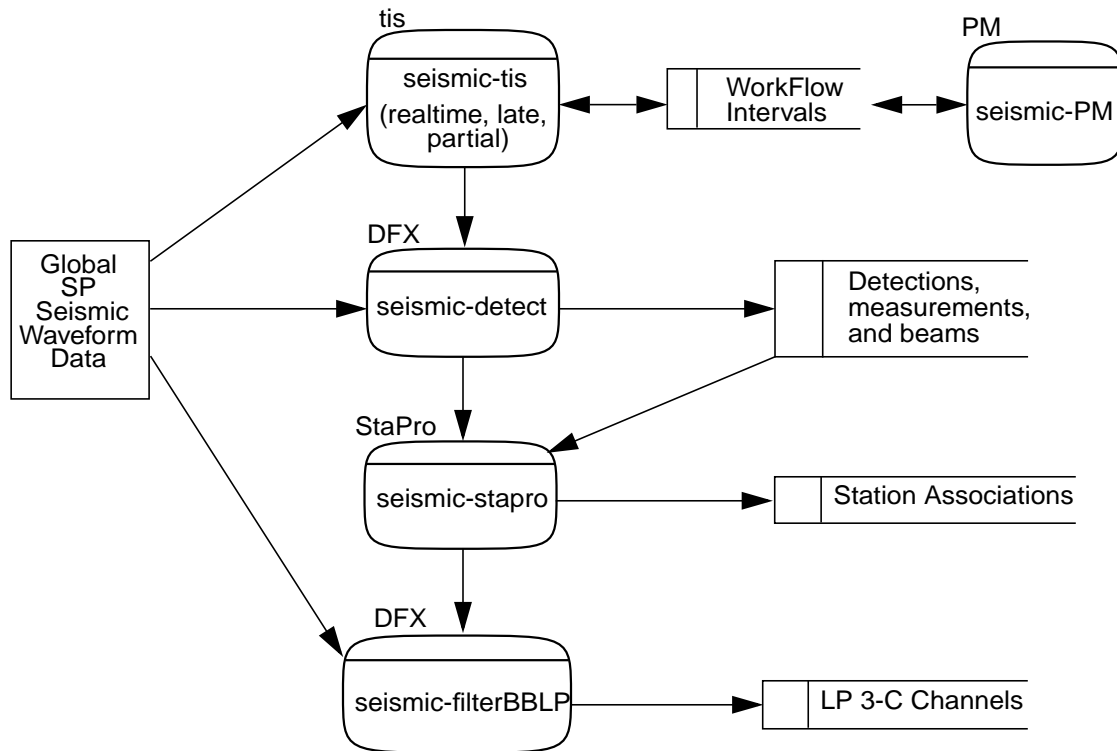 tis
seismic-tis
(realtime, late,
partial)
WorkFlow
Intervals
PM
seismic-PM
Global
SP
Seismic
Waveform
Data
DFX
seismic-detect
Detections,
measurements,
and beams
StaPro
seismic-stapro
Station Associations
DFX
seismic-filterBBLP
LP 3-C Channels